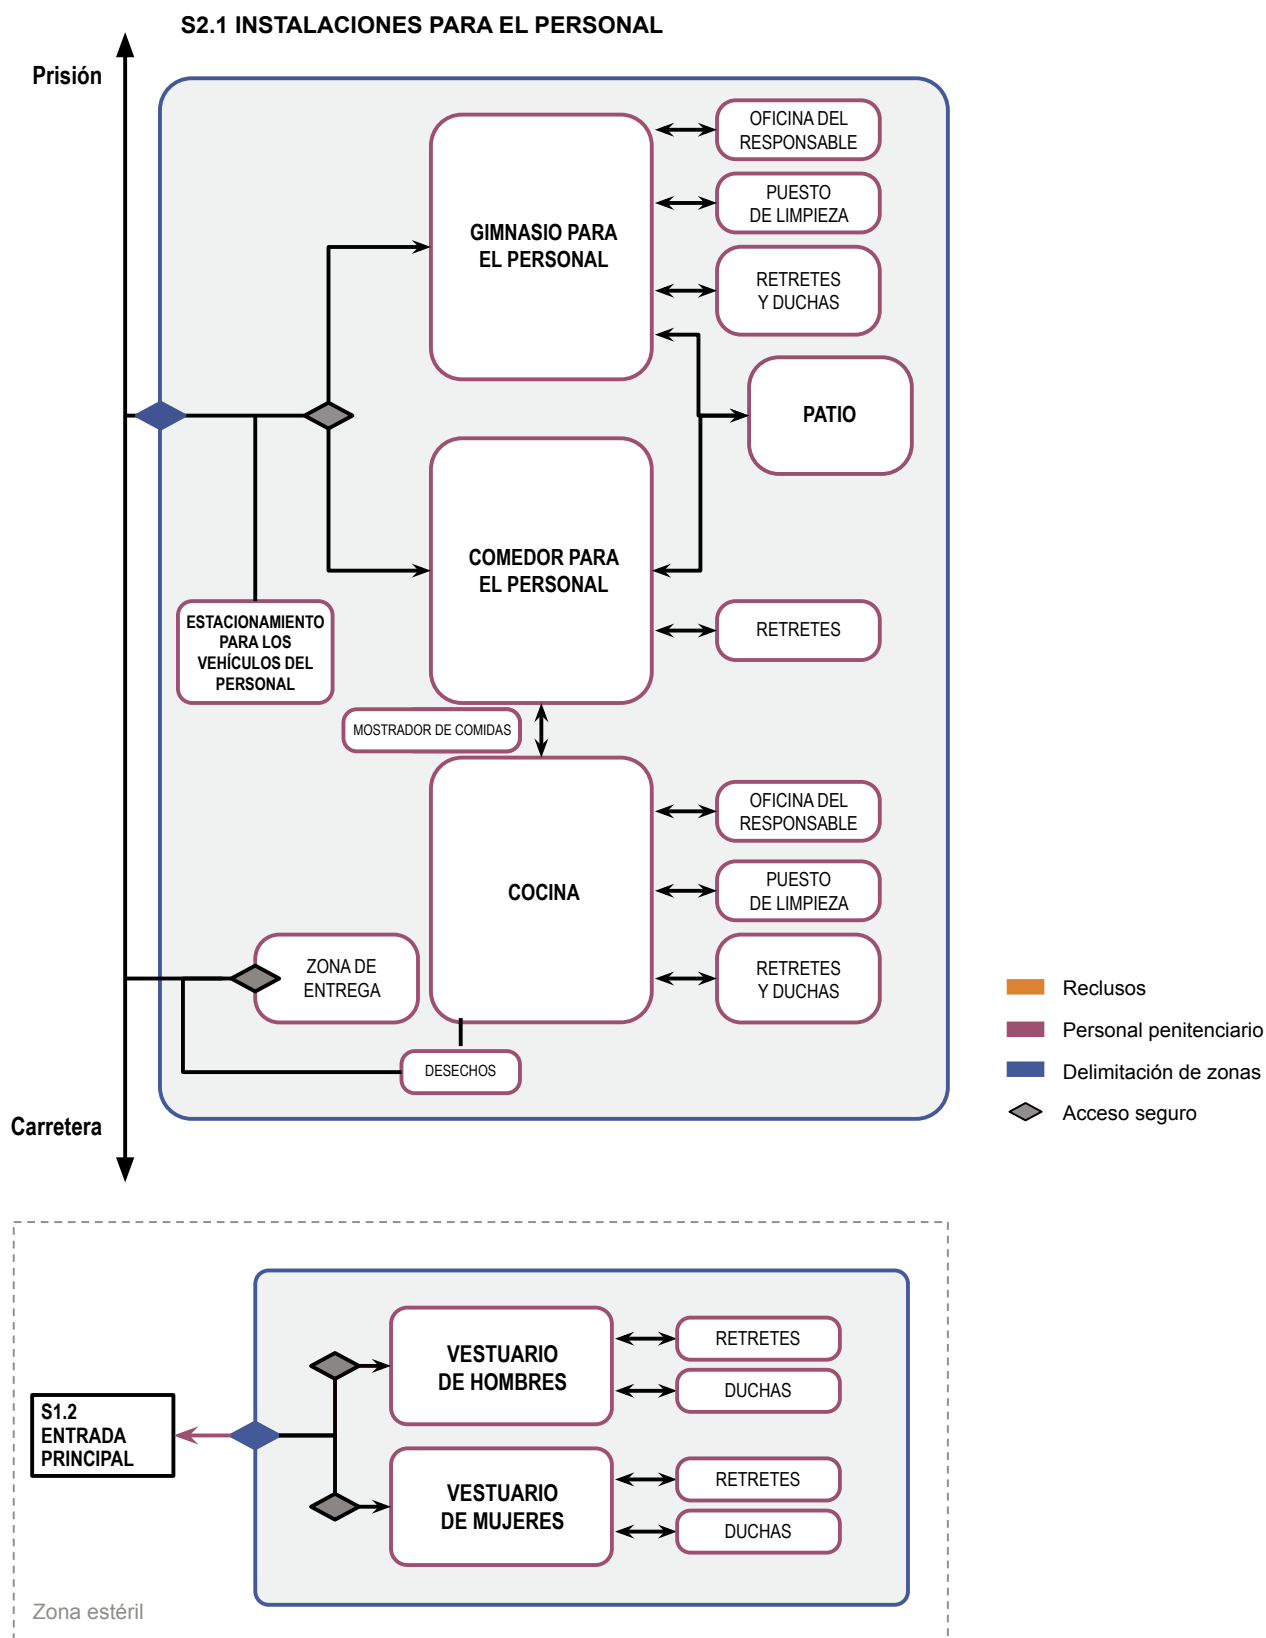 S2.1 INSTALACIONES PARA EL PERSONAL
Prisión
OFICINA DEL
RESPONSABLE
PUESTO
DE LIMPIEZA
GIMNASIO PARA
EL PERSONAL
RETRETES
Y DUCHAS
PATIO
COMEDOR PARA
EL PERSONAL
ESTACIONAMIENTO
PARA LOS
VEHÍCULOS DEL
PERSONAL
RETRETES
MOSTRADOR DE COMIDAS
OFICINA DEL
RESPONSABLE
COCINA
PUESTO
DE LIMPIEZA
ZONA DE
ENTREGA
RETRETES
Y DUCHAS
DESECHOS
Carretera
Reclusos
Personal penitenciario
Delimitación de zonas
Acceso seguro
VESTUARIO
DE HOMBRES
RETRETES
DUCHAS
S1.2
ENTRADA
PRINCIPAL
VESTUARIO
DE MUJERES
RETRETES
DUCHAS
Zona estéril